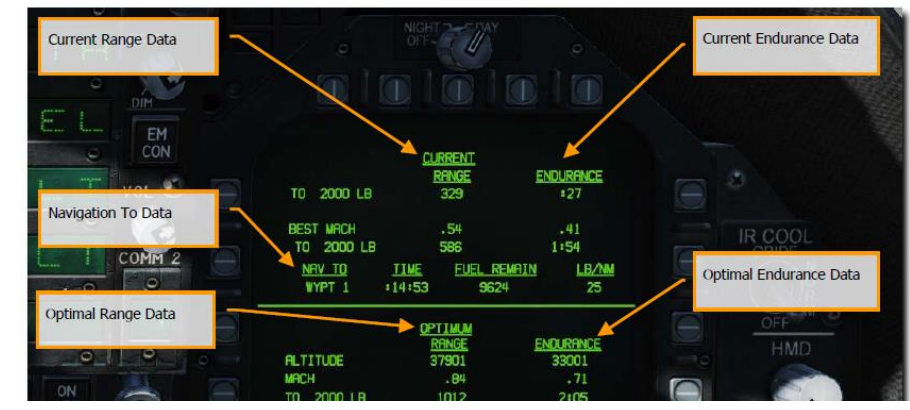 Current Range Data
Current Endurance Data
NIGHT DAY
OFF
DIM
EM
CON
CURRENT
RANGE ENDURANCE
TO 2000 LB 329 :27
Navigation To Data
BEST MACH .54 .41
TO 2000 LB 586 1:54
COMM 2
IR COOL
NAV TO TIME FUEL REMAIN LB/NM
WYPT 1 :14:53 9624 25
Optimal Endurance Data
Optimal Range Data
OPTIMUM
RANGE ENDURANCE
OFF
HMD
ALTITUDE 37901 33001
MACH .84 .71
ON
TO 2000 LB 1012 2:05